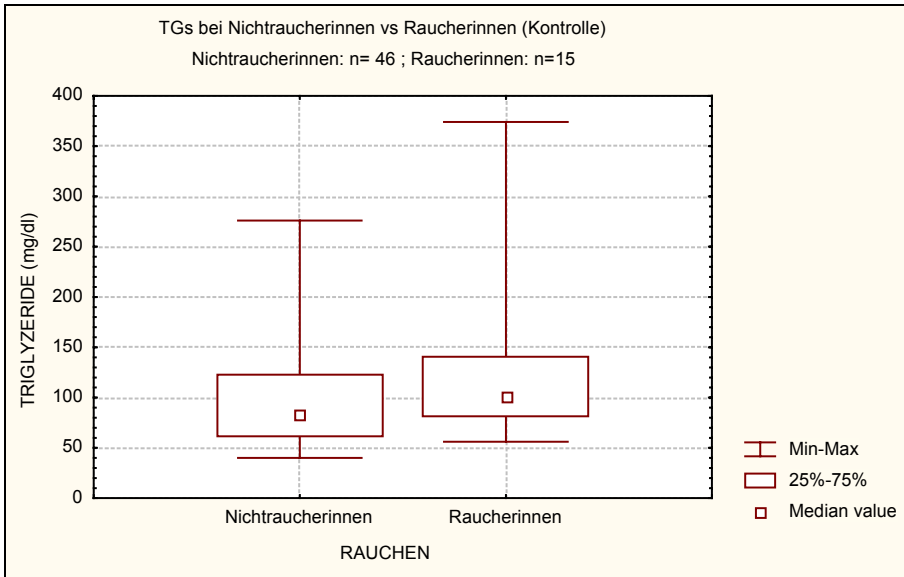 TGs bei Nichtraucherinnen vs Raucherinnen (Kontrolle)
Nichtraucherinnen: n= 46 ; Raucherinnen: n=15
TRIGLYZERIDE (mg/dl)
400
350
300
250
200
150
100
50
0
Nichtraucherinnen Raucherinnen
RAUCHEN
Min-Max
25%-75%
Median value